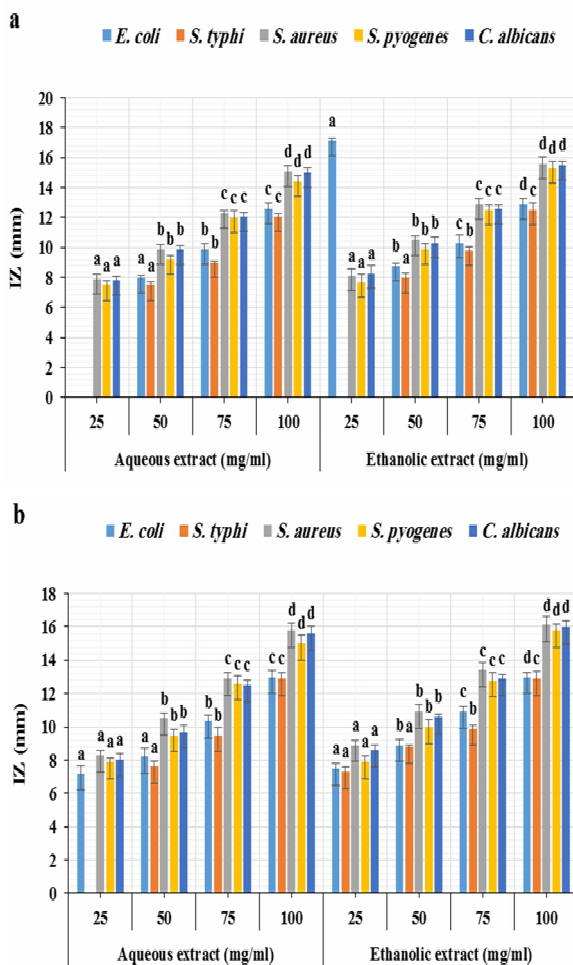 a
E. coli S. typhi S. aureus S. pyogenes C. albicans
IZ (mm)
20
18
16
14
12
10
8
6
4
2
0
a a a
a a b b b
b b c c c
c c d d d
a a a a
b a b b b
c b c c c
d c d d d
25 50 75 100 25 50 75 100
Aqueous extract (mg/ml) Ethanolic extract (mg/ml)
b
E. coli S. typhi S. aureus S. pyogenes C. albicans
IZ (mm)
18
16
14
12
10
8
6
4
2
0
a a a a
a a b b b
b b c c c
c c d d d
a a a a a
b a b b b
c b c c c
d c d d d
25 50 75 100 25 50 75 100
Aqueous extract (mg/ml) Ethanolic extract (mg/ml)